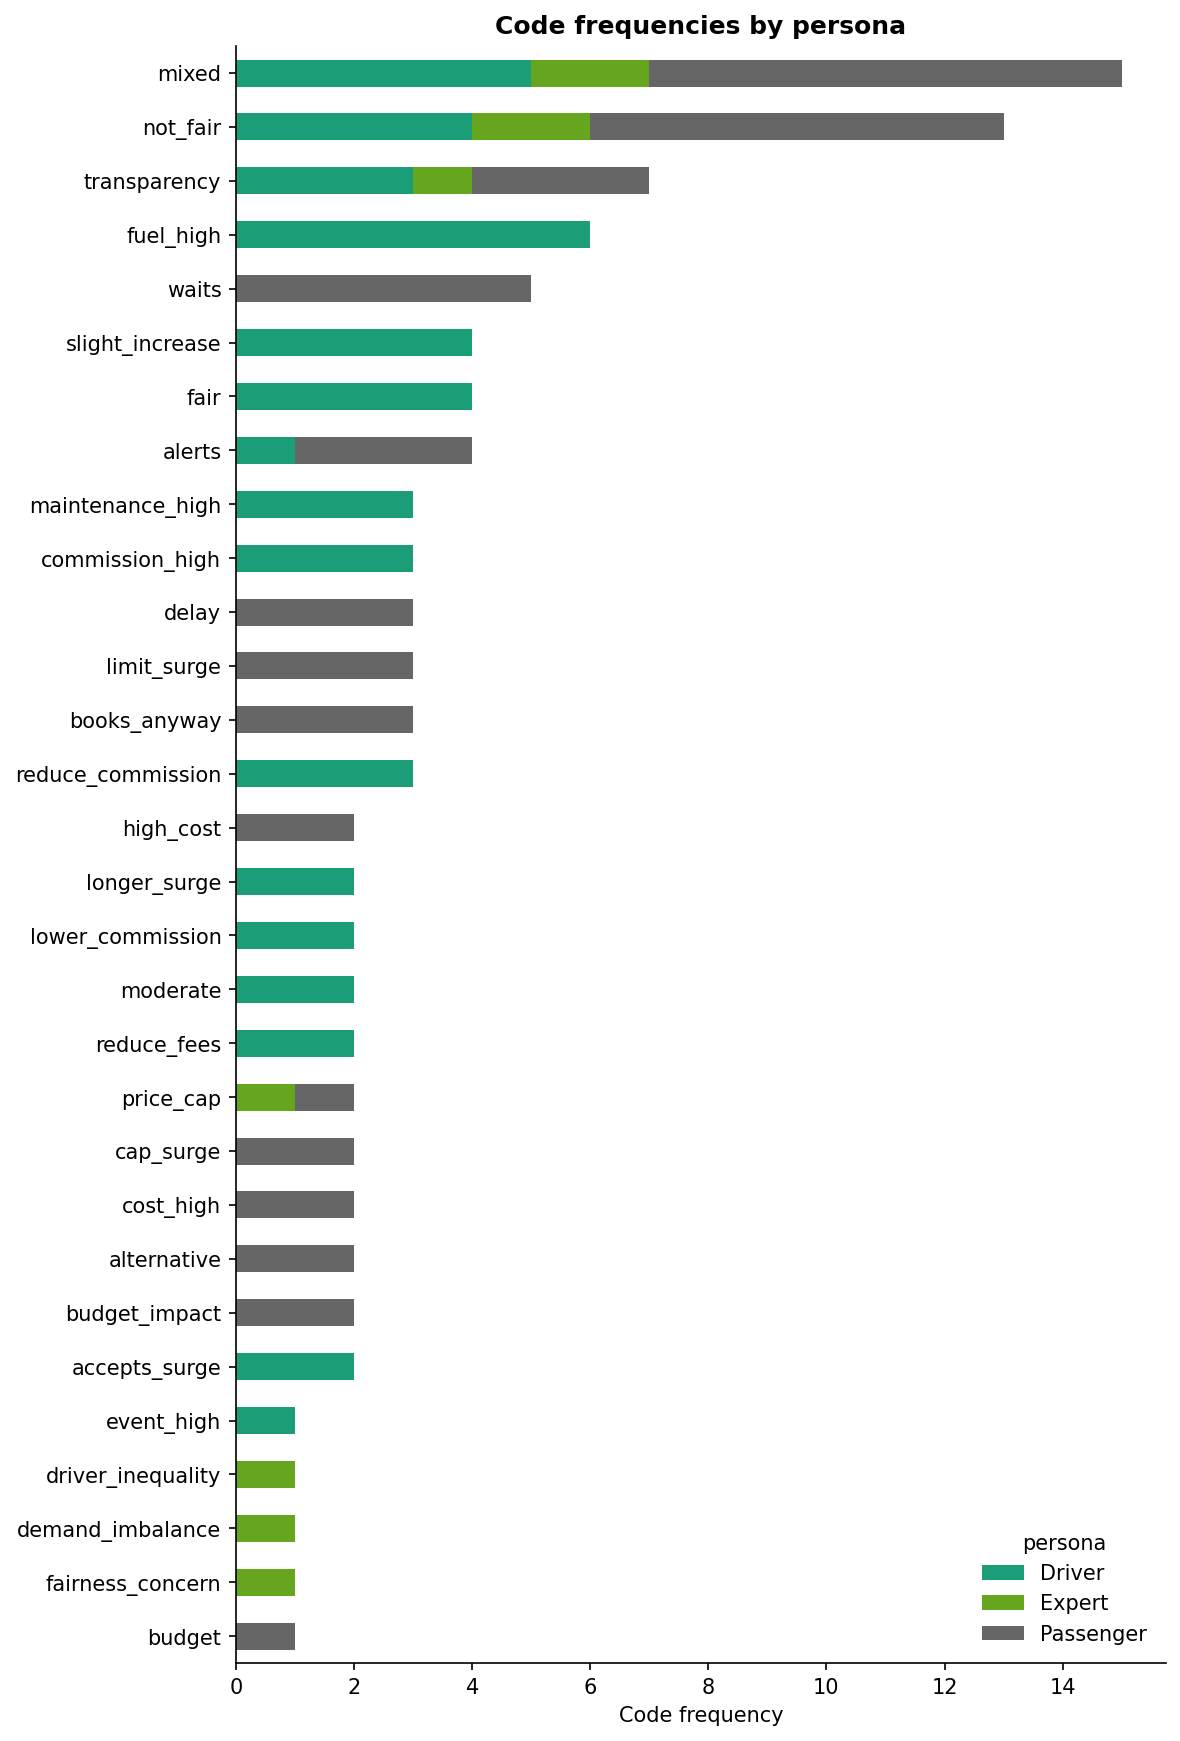 Code frequencies by persona
mixed
not_fair
transparency
fuel_high
waits
slight_increase
fair
alerts
maintenance_high
commission_high
delay
limit_surge
books_anyway
reduce_commission
high_cost
longer_surge
lower_commission
moderate
reduce_fees
price_cap
cap_surge
cost_high
alternative
budget_impact
accepts_surge
event_high
driver_inequality
demand_imbalance
fairness_concern
budget
persona
Driver
Expert
Passenger
0 2 4 6 8 10 12 14
Code frequency